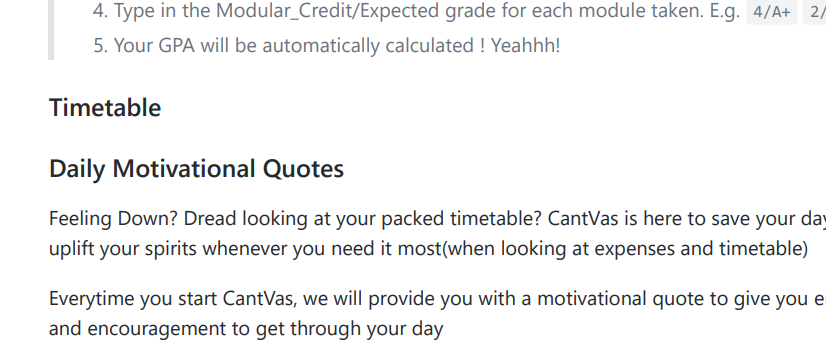 4. Type in the Modular_Credit/Expected grade for each module taken. E.g. 4/A+ 2/
5. Your GPA will be automatically calculated ! Yeahhh!
Timetable
Daily Motivational Quotes
Feeling Down? Dread looking at your packed timetable? CantVas is here to save your day
uplift your spirits whenever you need it most(when looking at expenses and timetable)
Everytime you start CantVas, we will provide you with a motivational quote to give you
and encouragement to get through your day